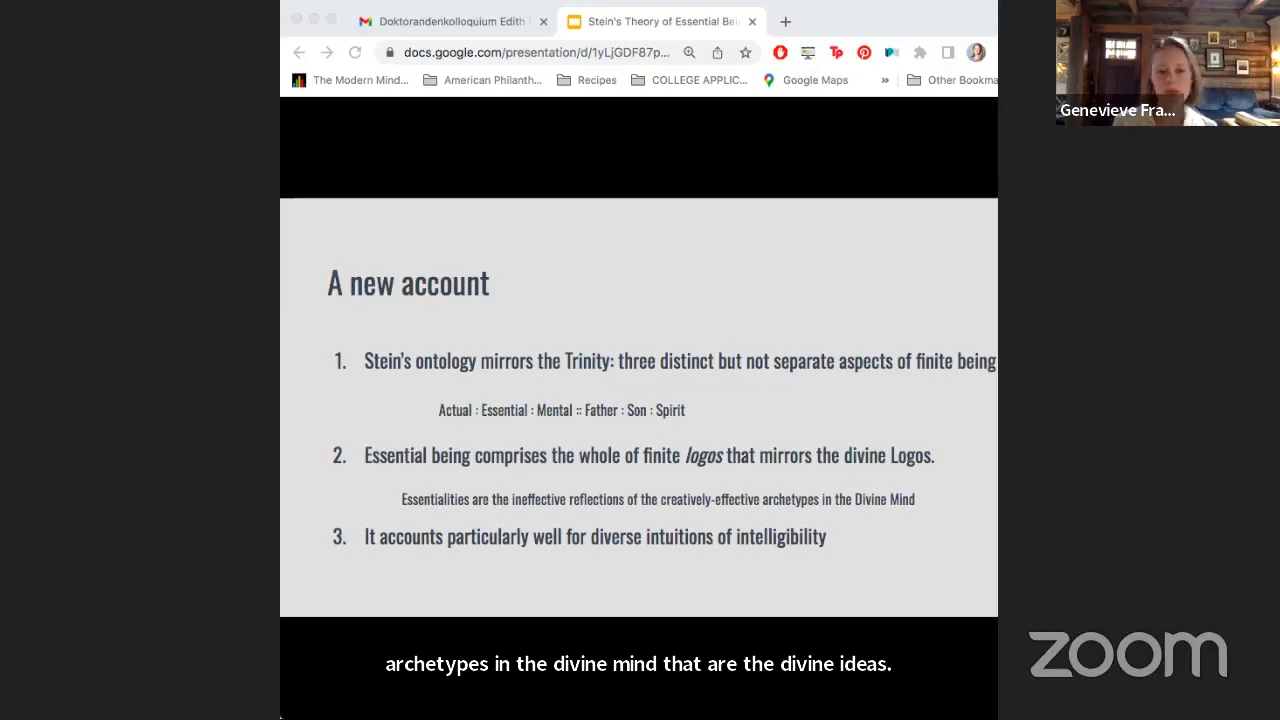 Doktorandenkolloquium Edith
Stein's Theory of Essential Bei
docs.google.com/presentation/d/1yLjGDF87p...
The Modern Mind...
American Philanth...
Recipes
COLLEGE APPLIC...
Google Maps
»
Other Bookma
Genevieve Fra...
A new account
1. Stein's ontology mirrors the Trinity: three distinct but not separate aspects of finite being
Actual : Essential : Mental :: Father : Son : Spirit
2. Essential being comprises the whole of finite logos that mirrors the divine Logos.
Essentialities are the ineffective reflections of the creatively-effective archetypes in the Divine Mind
3. It accounts particularly well for diverse intuitions of intelligibility
archetypes in the divine mind that are the divine ideas.
zoom